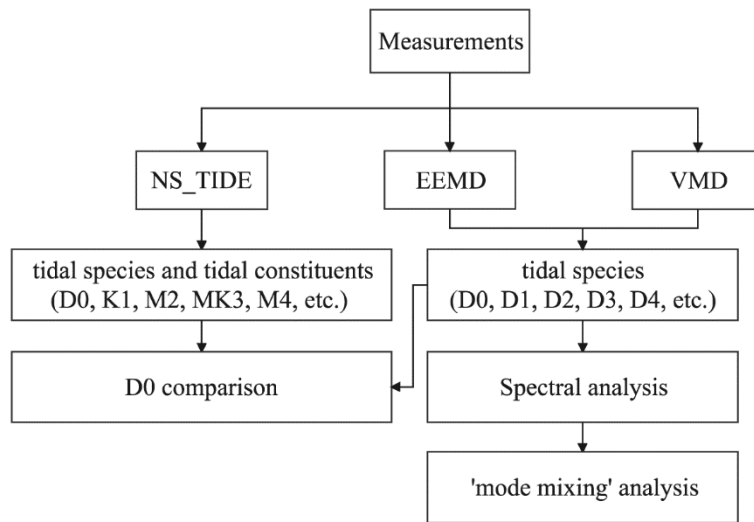 Measurements
NS_TIDE
EEMD
VMD
tidal species and tidal constituents
(D0, K1, M2, MK3, M4, etc.)
tidal species
(D0, D1, D2, D3, D4, etc.)
D0 comparison
Spectral analysis
'mode mixing' analysis